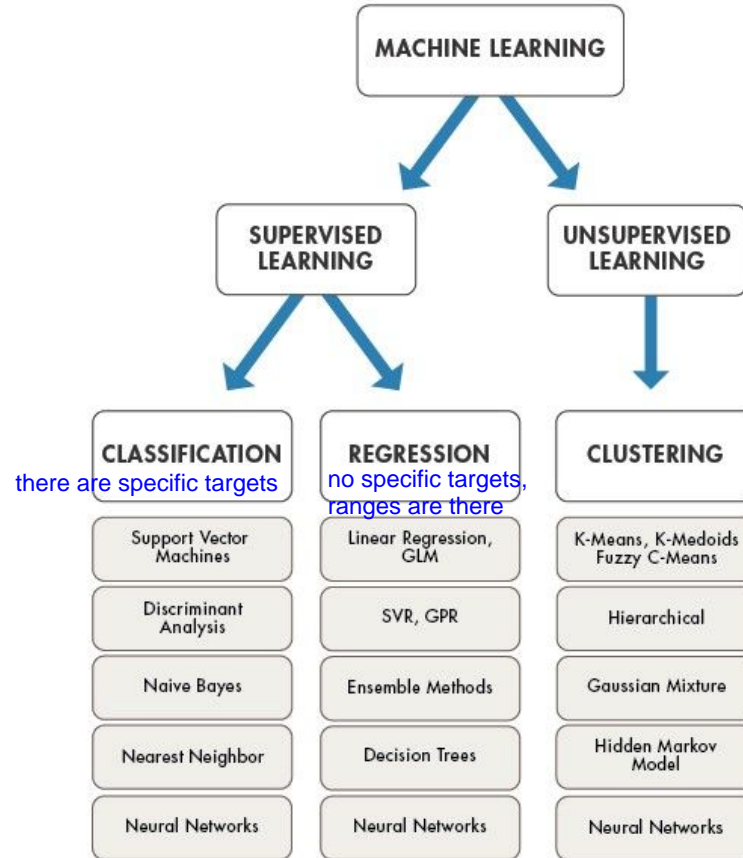 MACHINE LEARNING
SUPERVISED
LEARNING
UNSUPERVISED
LEARNING
CLASSIFICATION
there are specific targets
REGRESSION
no specific targets,
ranges are there
CLUSTERING
Support Vector
Machines
Linear Regression,
GLM
K-Means, K-Medoids
Fuzzy C-Means
Discriminant
Analysis
SVR, GPR
Hierarchical
Naive Bayes
Ensemble Methods
Gaussian Mixture
Nearest Neighbor
Decision Trees
Hidden Markov
Model
Neural Networks
Neural Networks
Neural Networks